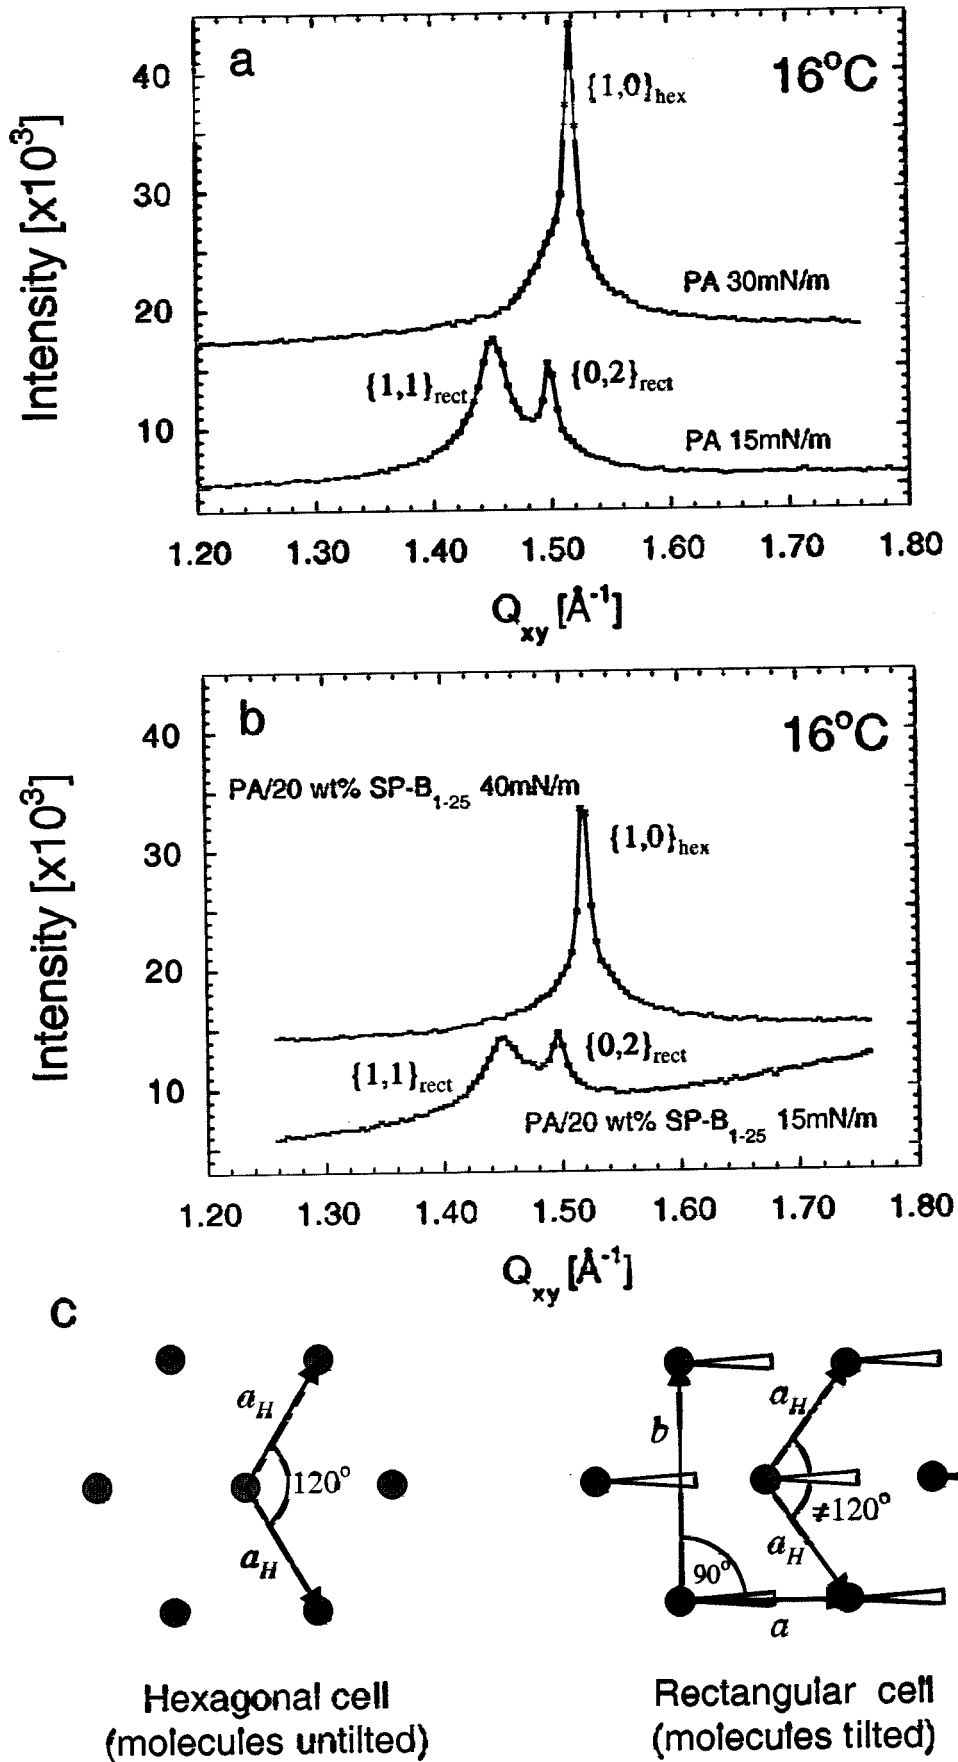 a
16°C
{1,0}hex
PA 30mN/m
{1,1}rect
{0,2}rect
PA 15mN/m
Intensity [x10³]
40
30
20
10
1.20 1.30 1.40 1.50 1.60 1.70 1.80
Qxy [Å⁻¹]
b
16°C
PA/20 wt% SP-B1-25 40mN/m
{1,0}hex
{1,1}rect
{0,2}rect
PA/20 wt% SP-B1-25 15mN/m
Intensity [x10³]
40
30
20
10
1.20 1.30 1.40 1.50 1.60 1.70 1.80
Qxy [Å⁻¹]
c
aH
120°
aH
Hexagonal cell
(molecules untilted)
b
aH
≠120°
aH
90°
a
Rectangular cell
(molecules tilted)